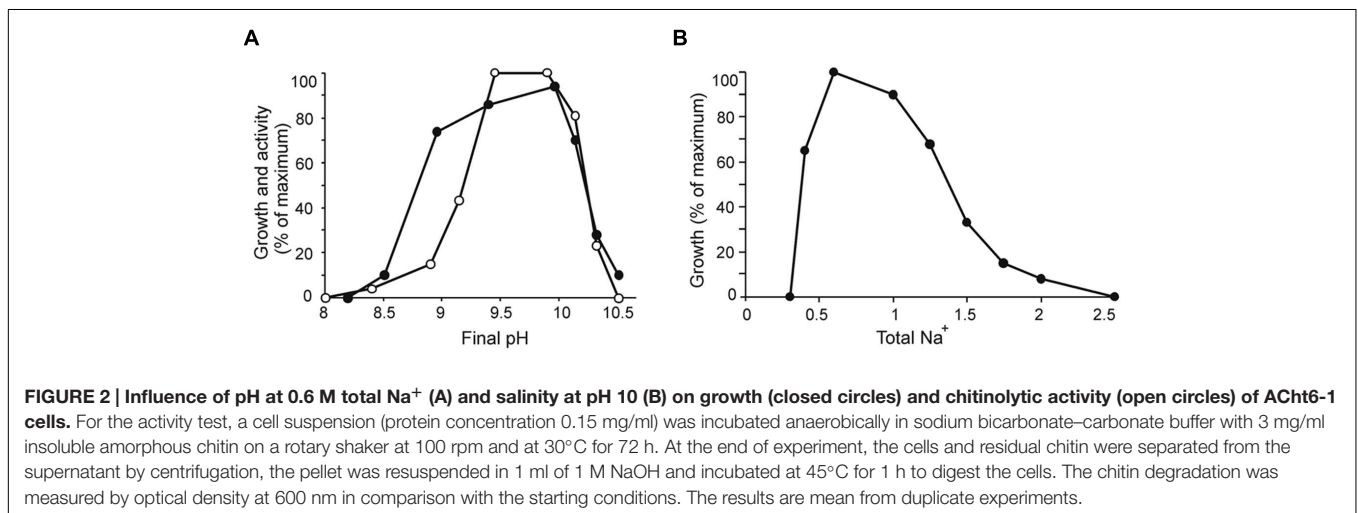 A
B
Growth and activity
(% of maximum)
100
80
60
40
20
0
8
8.5
9
9.5
10
10.5
Final pH
Growth (% of maximum)
100
80
60
40
20
0
0
0.5
1
1.5
2
2.5
Total Na⁺
FIGURE 2 | Influence of pH at 0.6 M total Na⁺ (A) and salinity at pH 10 (B) on growth (closed circles) and chitinolytic activity (open circles) of ACht6-1
cells. For the activity test, a cell suspension (protein concentration 0.15 mg/ml) was incubated anaerobically in sodium bicarbonate–carbonate buffer with 3 mg/ml
insoluble amorphous chitin on a rotary shaker at 100 rpm and at 30°C for 72 h. At the end of experiment, the cells and residual chitin were separated from the
supernatant by centrifugation, the pellet was resuspended in 1 ml of 1 M NaOH and incubated at 45°C for 1 h to digest the cells. The chitin degradation was
measured by optical density at 600 nm in comparison with the starting conditions. The results are mean from duplicate experiments.